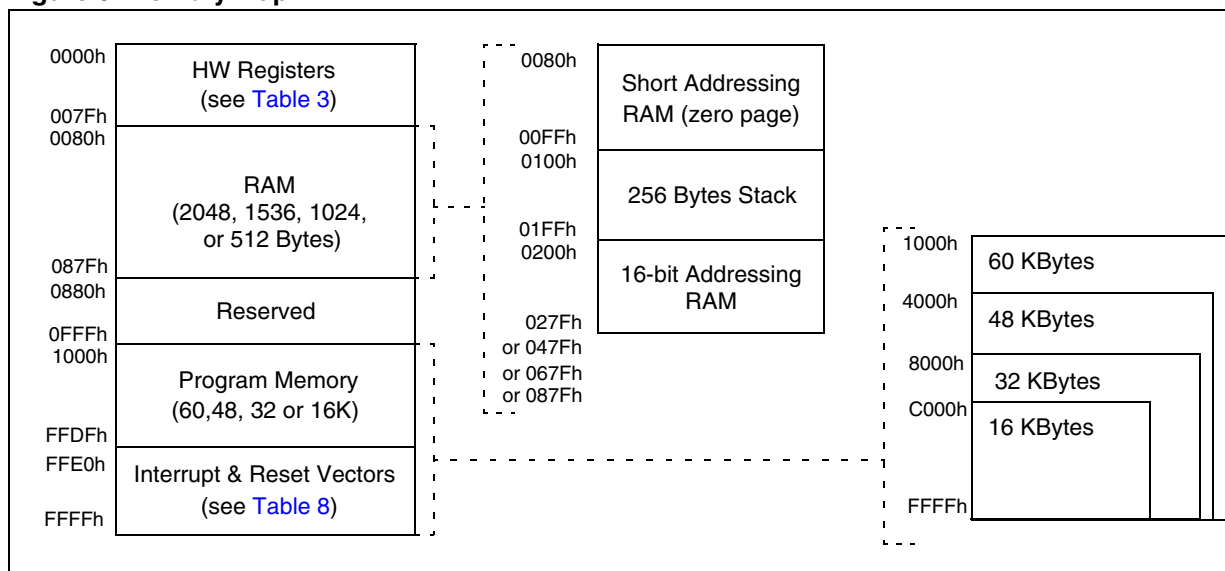 0000h
HW Registers
(see Table 3)
007Fh
0080h
RAM
(2048, 1536, 1024,
or 512 Bytes)
087Fh
0880h
Reserved
0FFFh
1000h
Program Memory
(60,48, 32 or 16K)
FFDFh
FFE0h
Interrupt & Reset Vectors
(see Table 8)
FFFFh
0080h
Short Addressing
RAM (zero page)
00FFh
0100h
256 Bytes Stack
01FFh
0200h
16-bit Addressing
RAM
027Fh
or 047Fh
or 067Fh
or 087Fh
1000h
60 KBytes
4000h
48 KBytes
8000h
32 KBytes
C000h
16 KBytes
FFFFh